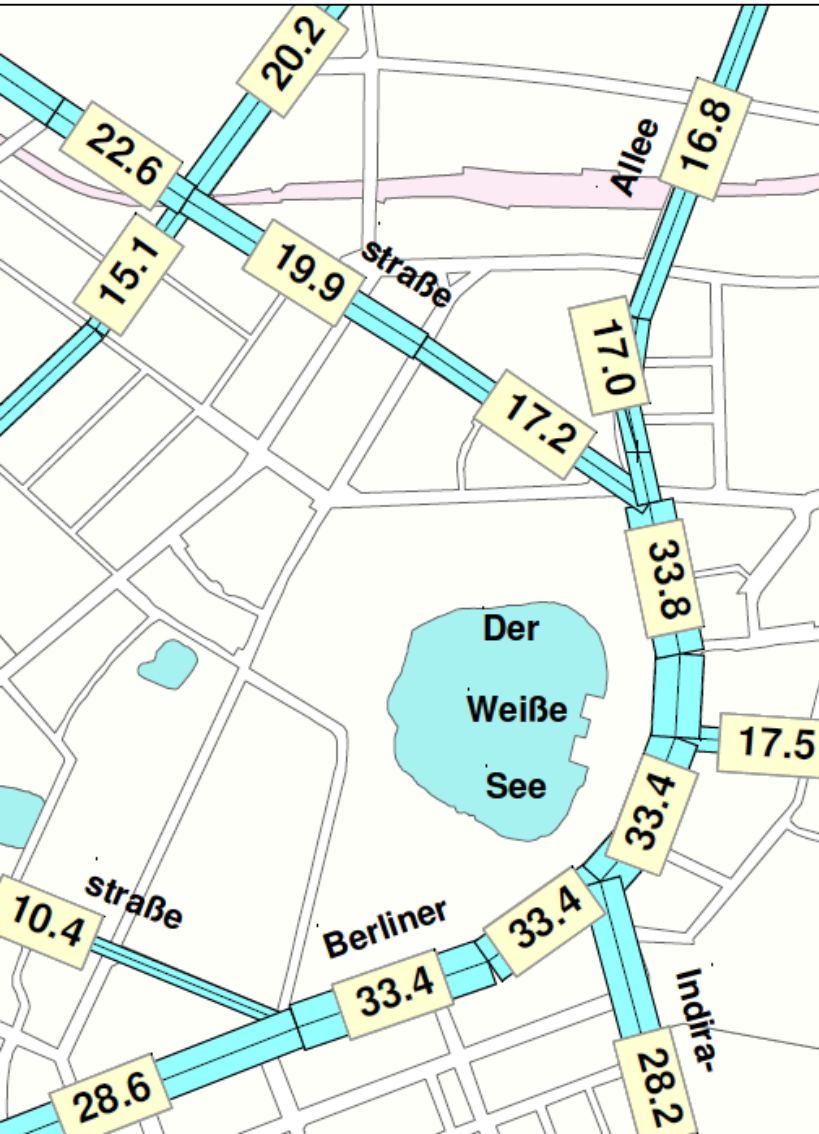 20.2
16.8
22.6
Allee
15.1
19.9
straße
17.0
17.2
33.8
Der
Weiße
See
17.5
33.4
10.4
straße
Berliner
33.4
33.4
Indira-
28.6
28.2